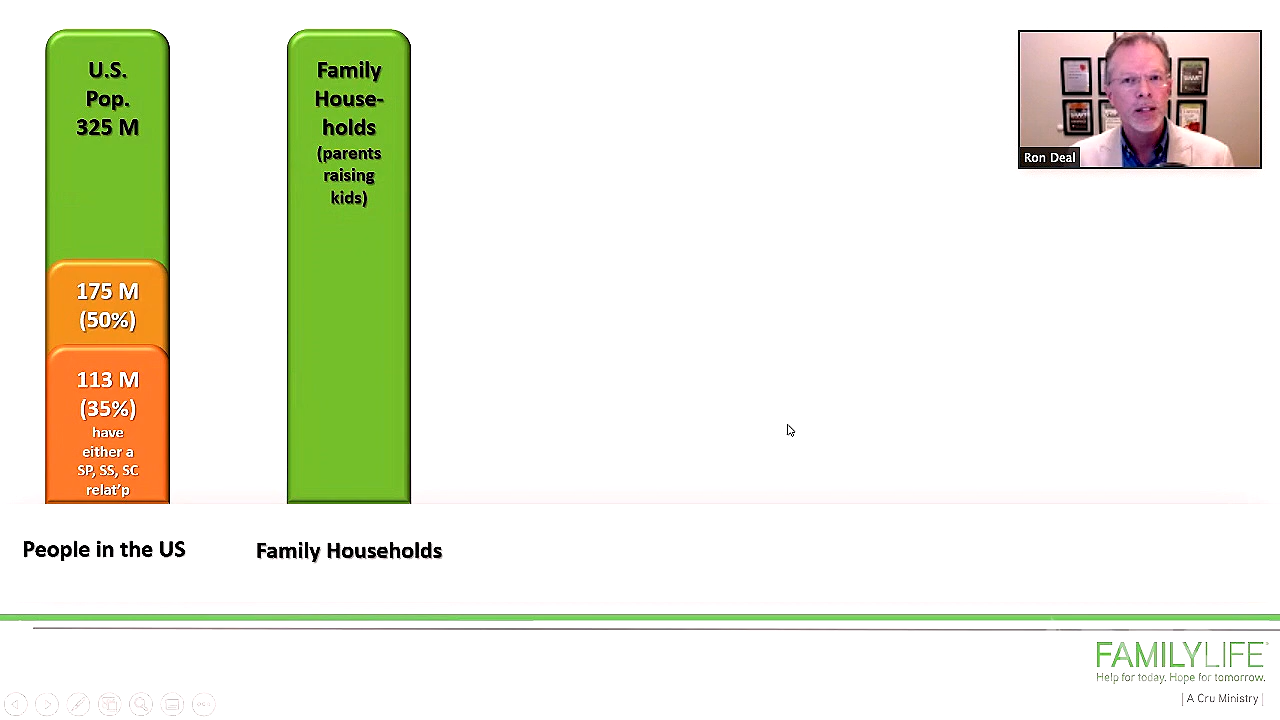 U.S.
Pop.
325 M
175 M
(50%)
113 M
(35%)
have
either a
SP, SS, SC
relat'p
People in the US
Family
House-
holds
(parents
raising
kids)
Family Households
Ron Deal
FAMILYLIFE
Help for today. Hope for tomorrow.
| A Cru Ministry |